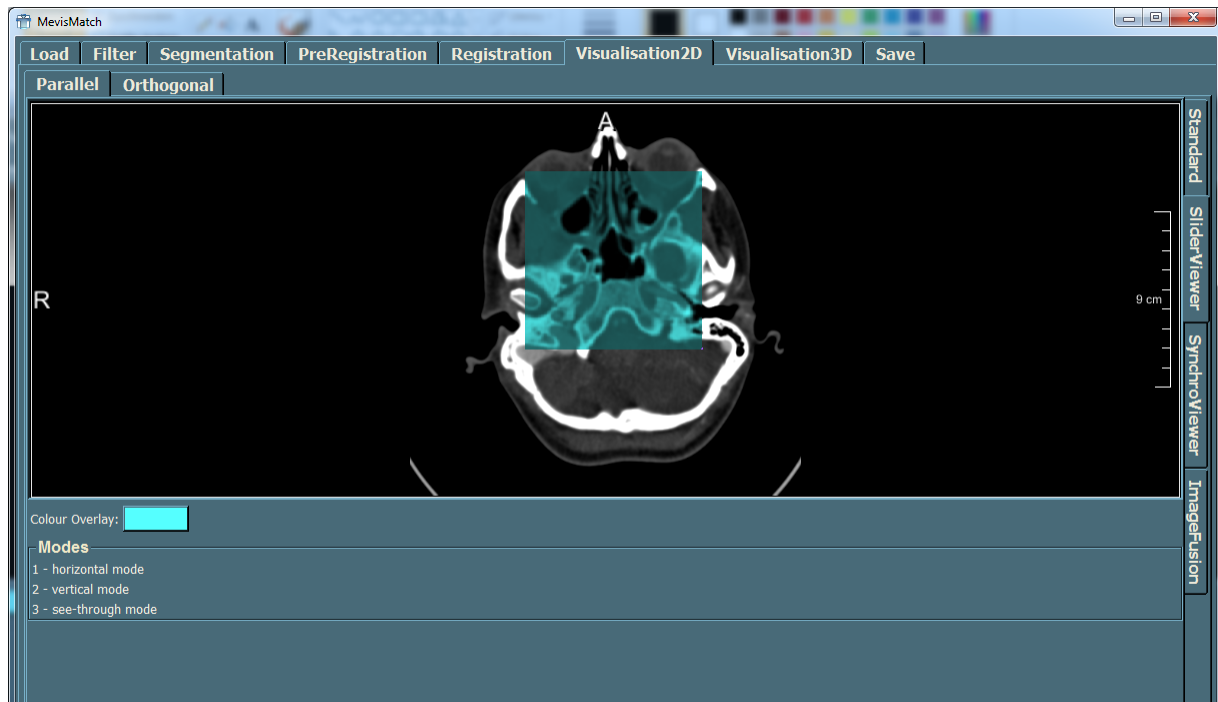 MevisMatch
Load Filter Segmentation PreRegistration Registration Visualisation2D Visualisation3D Save
Parallel Orthogonal
A
R
9 cm
Standard
SliderViewer
SynchroViewer
ImageFusion
Colour Overlay:
Modes
1 - horizontal mode
2 - vertical mode
3 - see-through mode